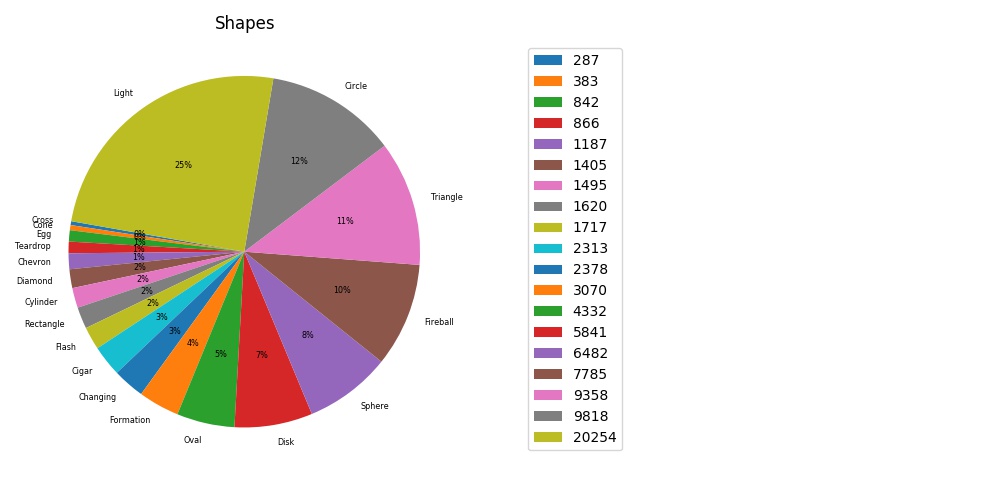 Shapes
Light
Circle
Triangle
Fireball
Sphere
Disk
Oval
Formation
Changing
Cigar
Flash
Rectangle
Cylinder
Diamond
Chevron
Teardrop
Egg
Cone
Cross
25%
12%
11%
10%
8%
7%
5%
4%
3%
3%
2%
2%
2%
2%
1%
1%
1%
287
383
842
866
1187
1405
1495
1620
1717
2313
2378
3070
4332
5841
6482
7785
9358
9818
20254